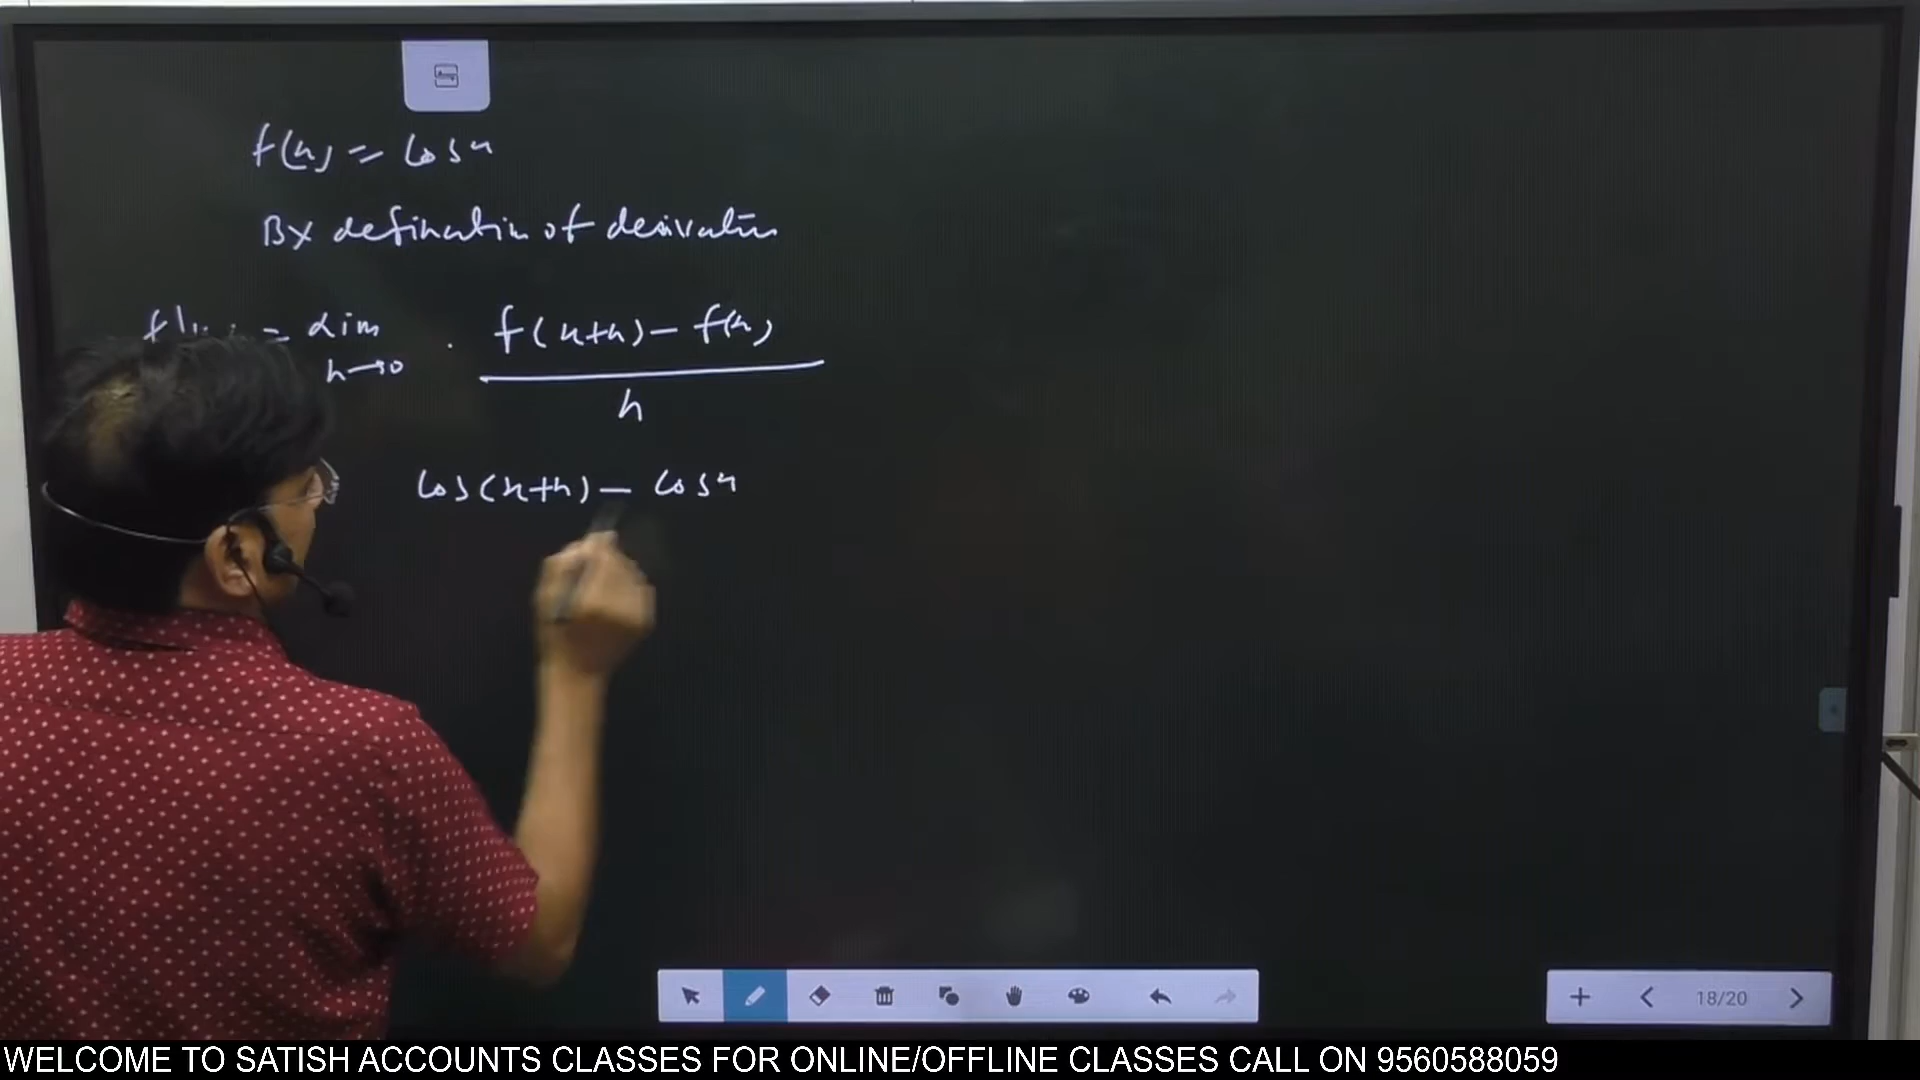 f(x) = cos x
By defination of derivative
= Lim h→0 f(x+h) - f(x) / h
cos(x+h) - cos x
18/20
WELCOME TO SATISH ACCOUNTS CLASSES FOR ONLINE/OFFLINE CLASSES CALL ON 9560588059